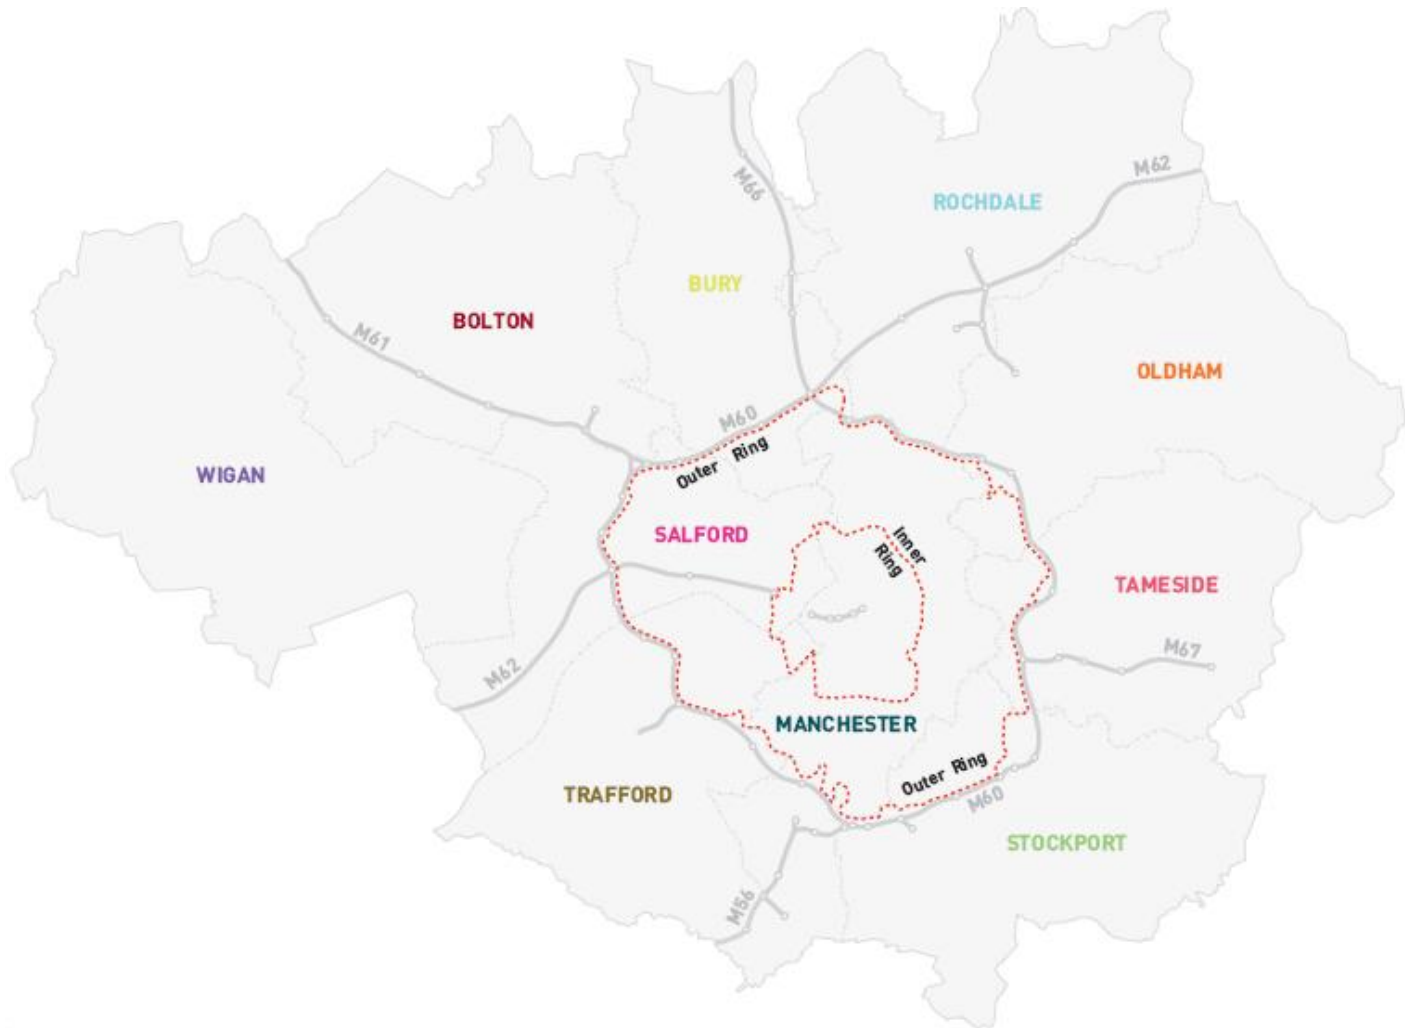 M62
M66
ROCHDALE
BURY
BOLTON
M61
OLDHAM
M60
Outer Ring
WIGAN
SALFORD
Inner
Ring
TAMESIDE
M67
M62
MANCHESTER
Outer Ring
TRAFFORD
M60
STOCKPORT
M56